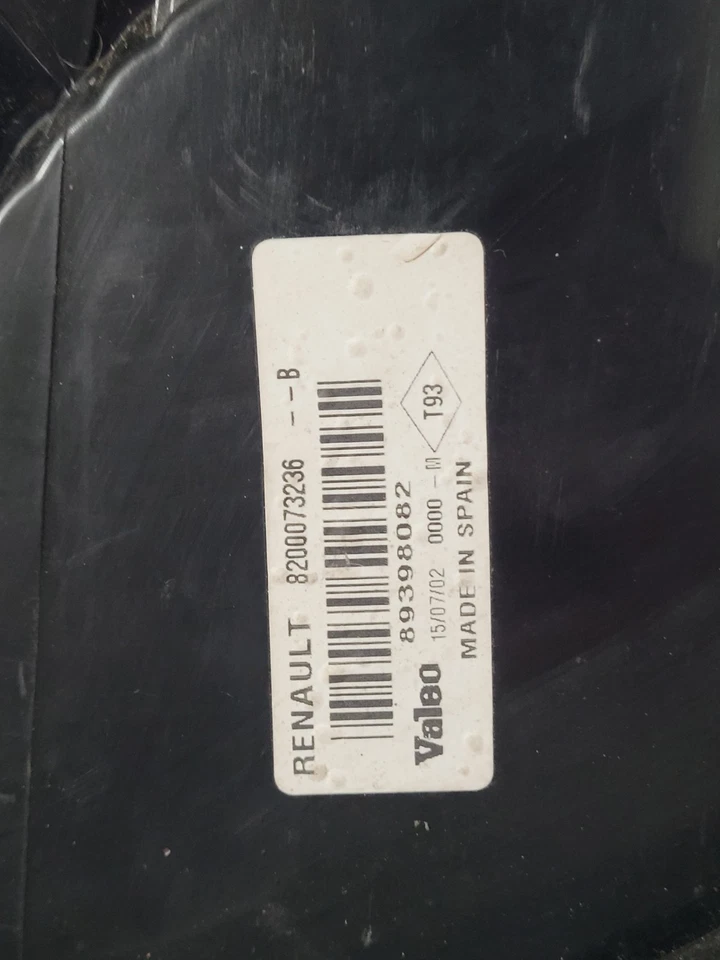 RENAULT 8200073236 --B
89398082
Valeo 15/07/02 0000 -M T93
MADE IN SPAIN